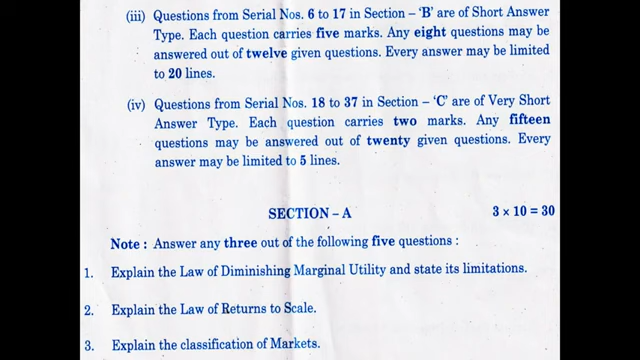 (iii) Questions from Serial Nos. 6 to 17 in Section – ‘B’ are of Short Answer
Type. Each question carries five marks. Any eight questions may be
answered out of twelve given questions. Every answer may be limited
to 20 lines.
(iv) Questions from Serial Nos. 18 to 37 in Section – ‘C’ are of Very Short
Answer Type. Each question carries two marks. Any fifteen
questions may be answered out of twenty given questions. Every
answer may be limited to 5 lines.
SECTION – A 3 × 10 = 30
Note : Answer any three out of the following five questions :
1. Explain the Law of Diminishing Marginal Utility and state its limitations.
2. Explain the Law of Returns to Scale.
3. Explain the classification of Markets.